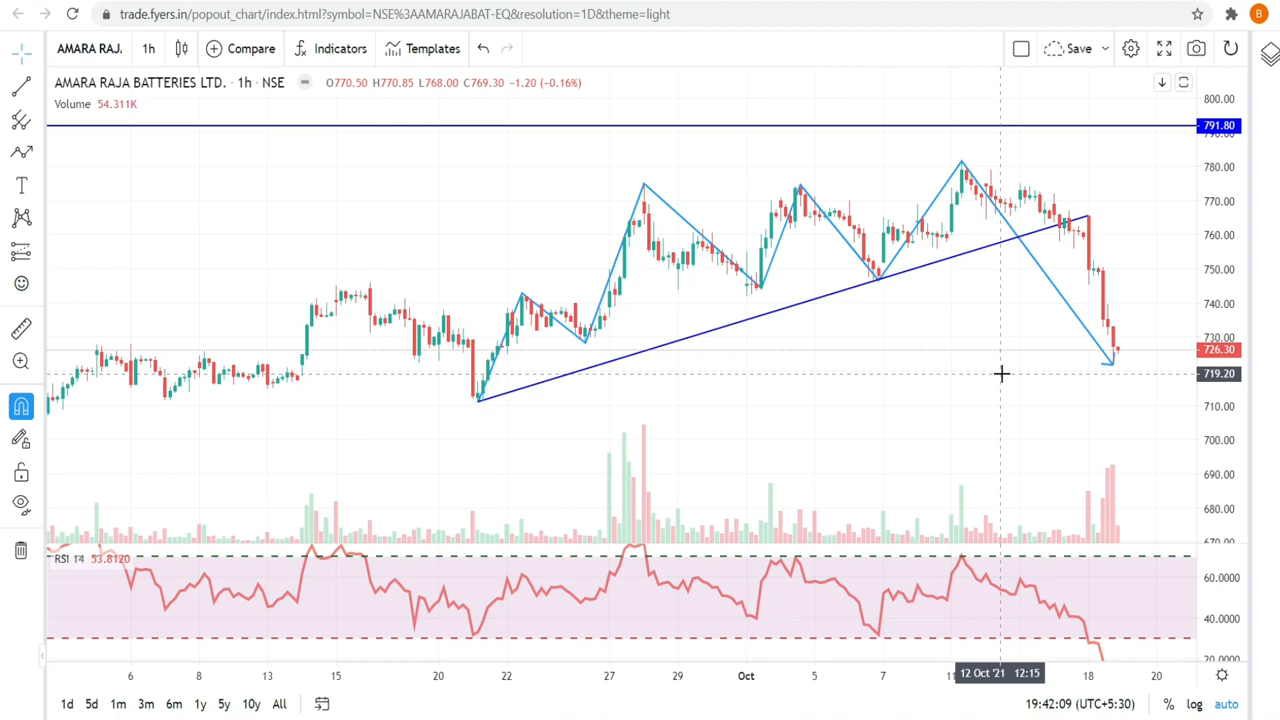 trade.fyers.in/popout_chart/index.html?symbol=NSE%3AAMARAJABAT-EQ&resolution=1D&theme=light
B
AMARA RAJ. 1h Compare Indicators Templates Save
AMARA RAJA BATTERIES LTD. · 1h · NSE O770.50 H770.85 L768.00 C769.30 -1.20 (-0.16%)
Volume 54.311K
800.00
791.80
790.00
780.00
770.00
760.00
750.00
740.00
730.00
726.30
719.20
710.00
700.00
690.00
680.00
670.00
RSI 14 53.8120
60.0000
40.0000
20.0000
6 8 13 15 20 22 27 29 Oct 5 7 11 12 Oct '21 12:15 18 20
1d 5d 1m 3m 6m 1y 5y 10y All 19:42:09 (UTC+5:30) % log auto